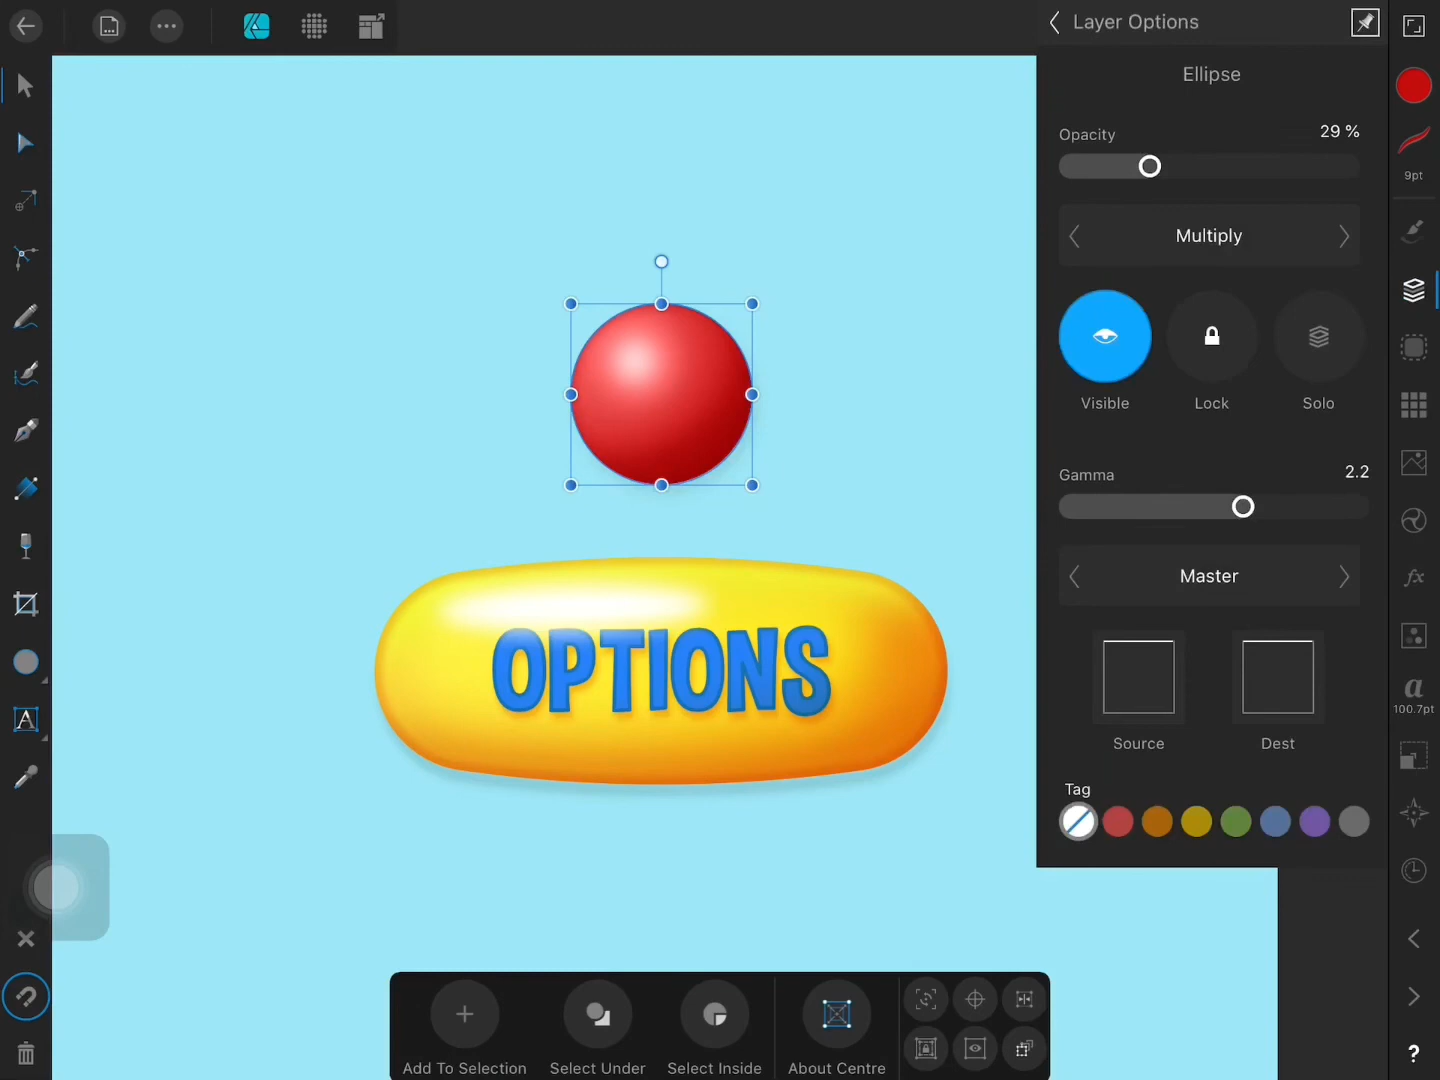 Layer Options
Ellipse
Opacity
29 %
9pt
Multiply
Visible
Lock
Solo
Gamma
2.2
fx
Master
OPTIONS
a
100.7pt
A
Source
Dest
Tag
Add To Selection
Select Under
Select Inside
About Centre
?